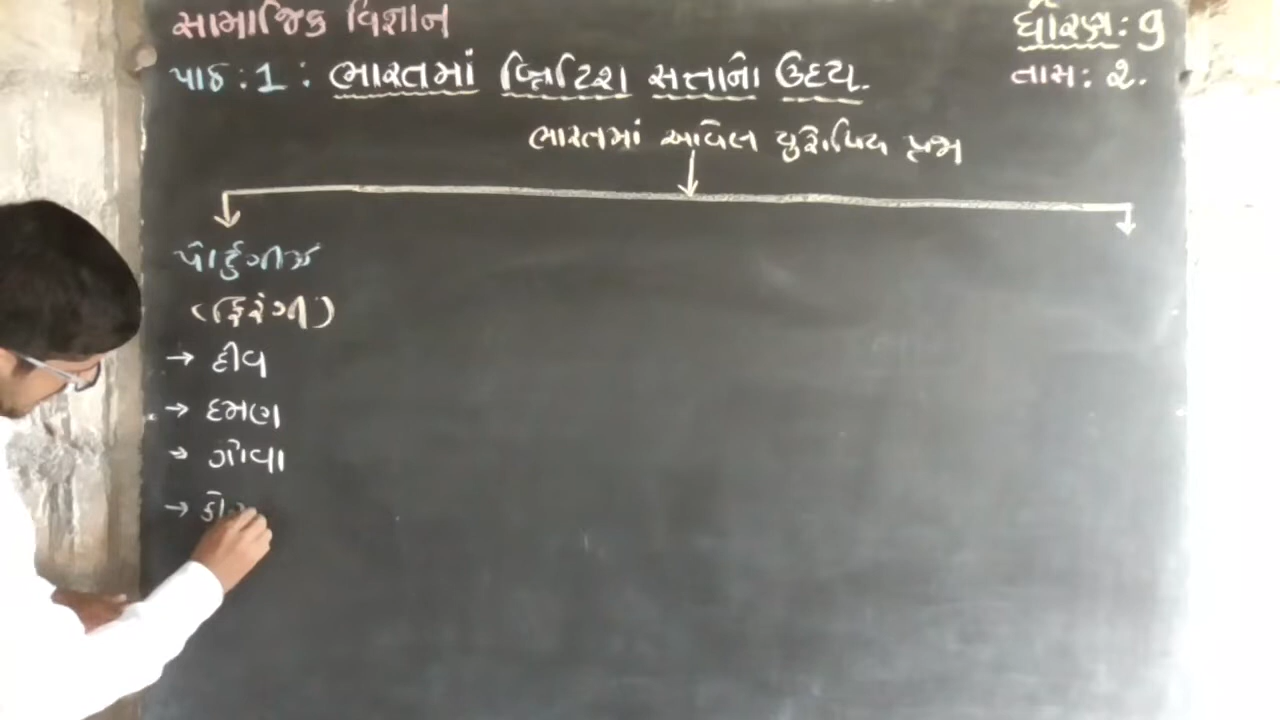 સામાજિક વિજ્ઞાન
ધોરણ: 9
પાઠ : 1 : ભારતમાં બ્રિટિશ સત્તાનો ઉદય.
તાસ: ૨.
ભારતમાં આવેલ યુરોપિય પ્રજા
પોર્ટુગીઝ
(ફિરંગી)
→ દીવ
→ દમણ
→ ગોવા
→